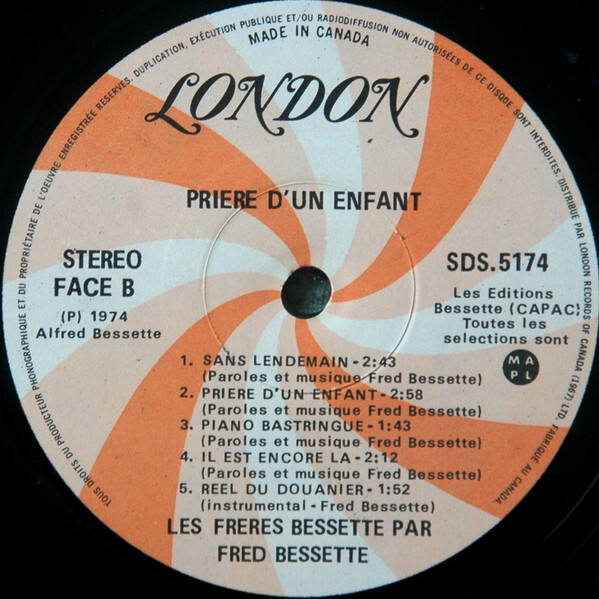 TOUS DROITS DU PRODUCTEUR PHONOGRAPHIQUE ET DU PROPRIÉTAIRE DE L'OEUVRE ENREGISTRÉE RESERVÉS. DUPLICATION, EXÉCUTION PUBLIQUE ET/OU RADIODIFFUSION NON AUTORISÉES DE CE DISQUE SONT INTERDITES. DISTRIBUE PAR LONDON RECORDS OF CANADA (1967) LTD. FABRIQUE AU CANADA.
MADE IN CANADA
LONDON
PRIERE D'UN ENFANT
STEREO
FACE B
(P) 1974
Alfred Bessette
SDS.5174
Les Editions
Bessette (CAPAC)
Toutes les
selections sont
M A
P L
1. SANS LENDEMAIN - 2:43
(Paroles et musique Fred Bessette)
2. PRIERE D'UN ENFANT - 2:58
(Paroles et musique Fred Bessette)
3. PIANO BASTRINGUE - 1:43
(Paroles et musique Fred Bessette)
4. IL EST ENCORE LA - 2:12
(Paroles et musique Fred Bessette)
5. REEL DU DOUANIER - 1:52
(instrumental - Fred Bessette)
LES FRERES BESSETTE PAR
FRED BESSETTE